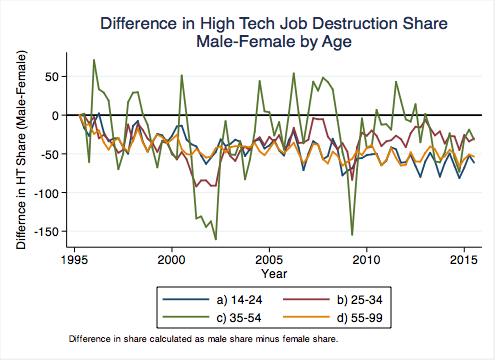 Difference in High Tech Job Destruction Share
Male-Female by Age
Differnce in HT Share (Male-Female)
50
0
-50
-100
-150
1995
2000
2005
2010
2015
Year
a) 14-24
b) 25-34
c) 35-54
d) 55-99
Difference in share calculated as male share minus female share.